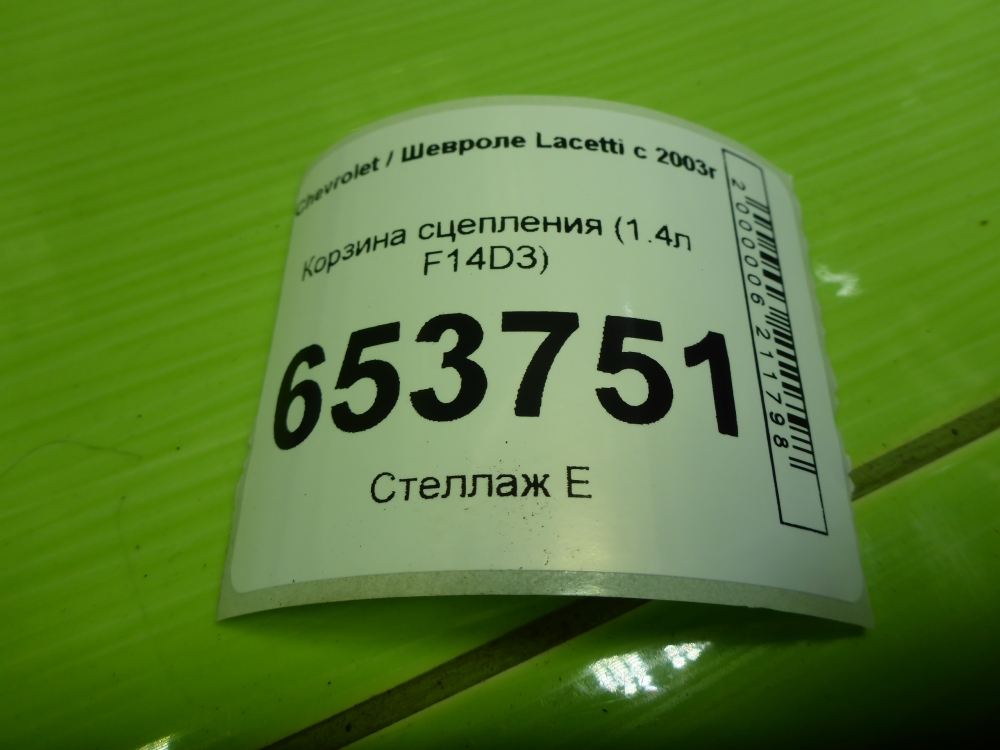 Chevrolet / Шевроле Lacetti с 2003г
Корзина сцепления (1.4л
F14D3)
653751
Стеллаж Е
2000006211798